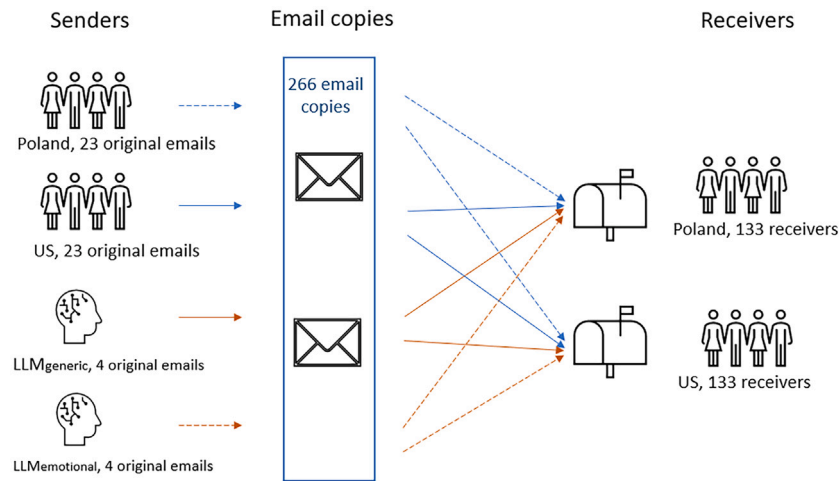 Senders
Email copies
Receivers
266 email
copies
Poland, 23 original emails
US, 23 original emails
LLMgeneric, 4 original emails
LLMemotional, 4 original emails
Poland, 133 receivers
US, 133 receivers